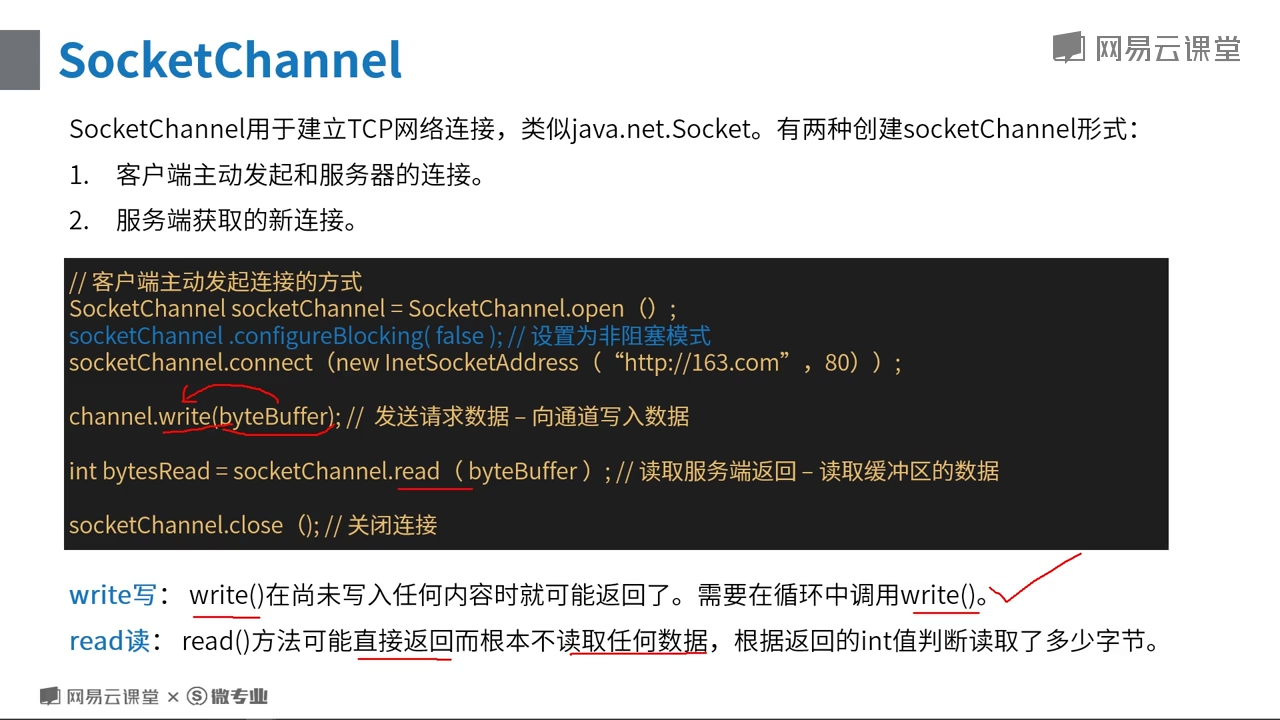 SocketChannel
网易云课堂
SocketChannel用于建立TCP网络连接，类似java.net.Socket。有两种创建socketChannel形式：
1. 客户端主动发起和服务器的连接。
2. 服务端获取的新连接。
// 客户端主动发起连接的方式
SocketChannel socketChannel = SocketChannel.open（）;
socketChannel .configureBlocking( false ); // 设置为非阻塞模式
socketChannel.connect（new InetSocketAddress（“http://163.com”，80））;
channel.write(byteBuffer); // 发送请求数据 – 向通道写入数据
int bytesRead = socketChannel.read（ byteBuffer ）; // 读取服务端返回 – 读取缓冲区的数据
socketChannel.close（); // 关闭连接
write写： write()在尚未写入任何内容时就可能返回了。需要在循环中调用write()。
read读： read()方法可能直接返回而根本不读取任何数据，根据返回的int值判断读取了多少字节。
网易云课堂 × S 微专业